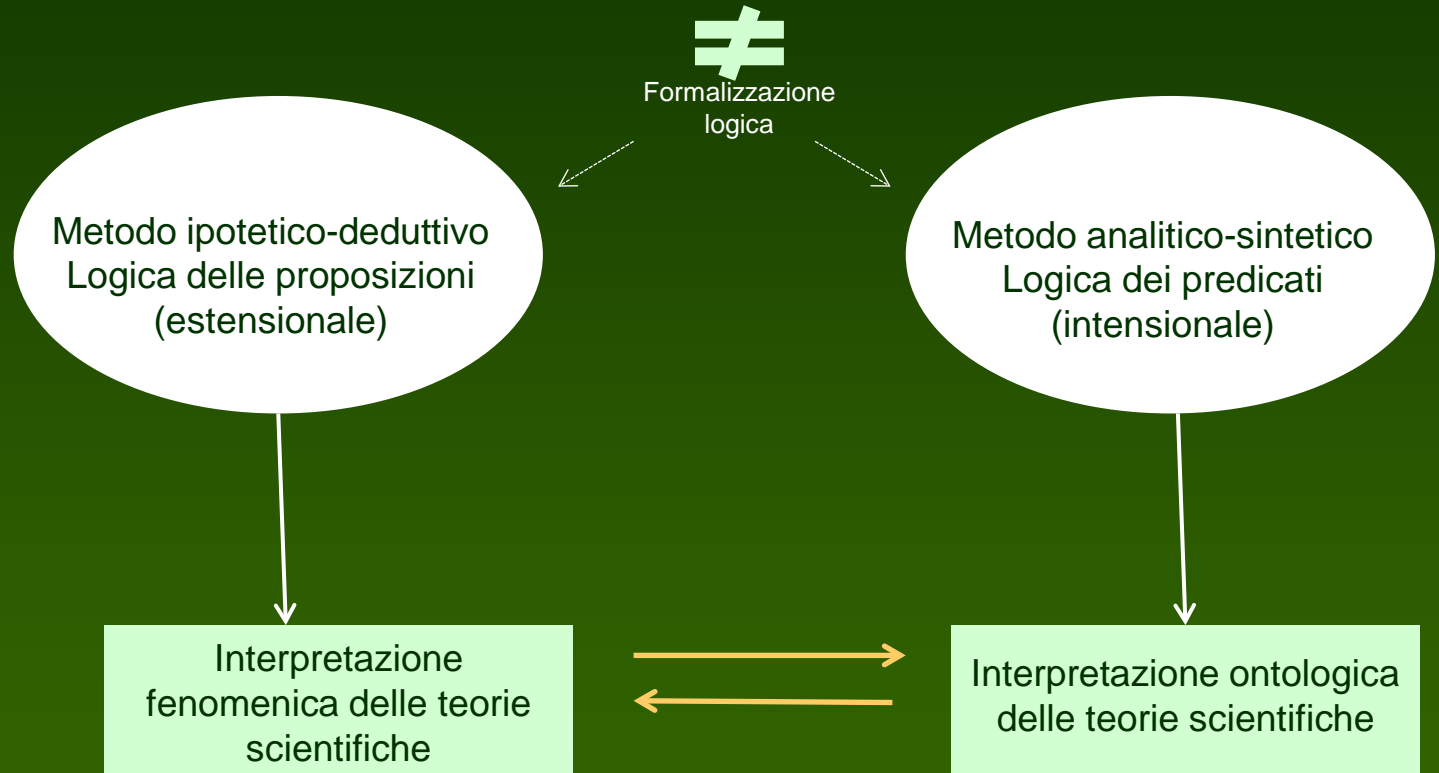 ≠
Formalizzazione
logica
Metodo ipotetico-deduttivo
Logica delle proposizioni
(estensionale)
Metodo analitico-sintetico
Logica dei predicati
(intensionale)
Interpretazione
fenomenica delle teorie
scientifiche
Interpretazione ontologica
delle teorie scientifiche